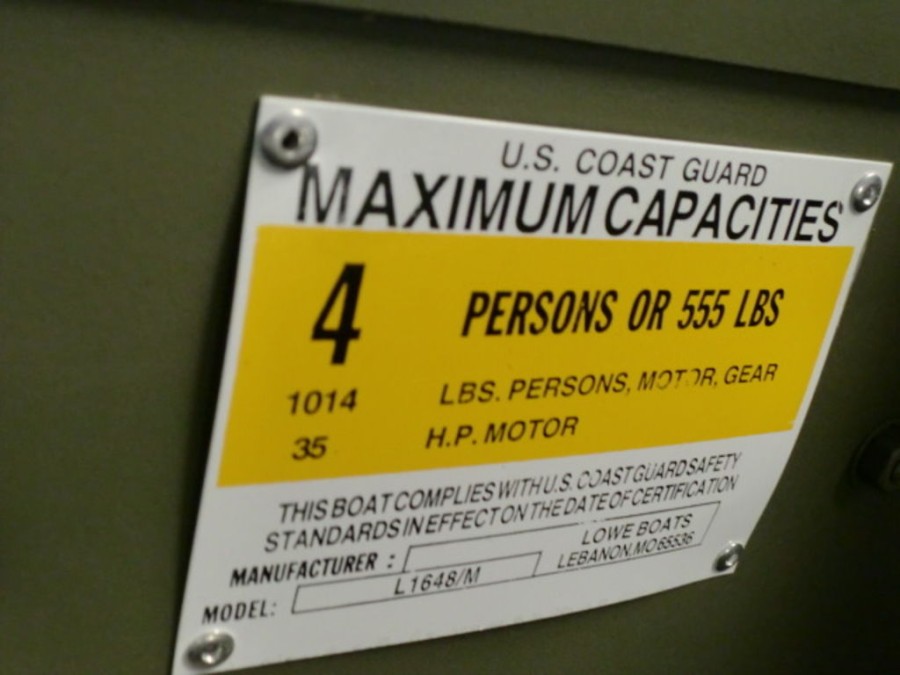 U.S. COAST GUARD
MAXIMUM CAPACITIES
4 PERSONS OR 555 LBS
1014 LBS. PERSONS, MOTOR, GEAR
35 H.P. MOTOR
THIS BOAT COMPLIES WITH U.S. COAST GUARD SAFETY
STANDARDS IN EFFECT ON THE DATE OF CERTIFICATION
MANUFACTURER : LOWE BOATS
LEBANON, MO 65536
MODEL: L1648/M